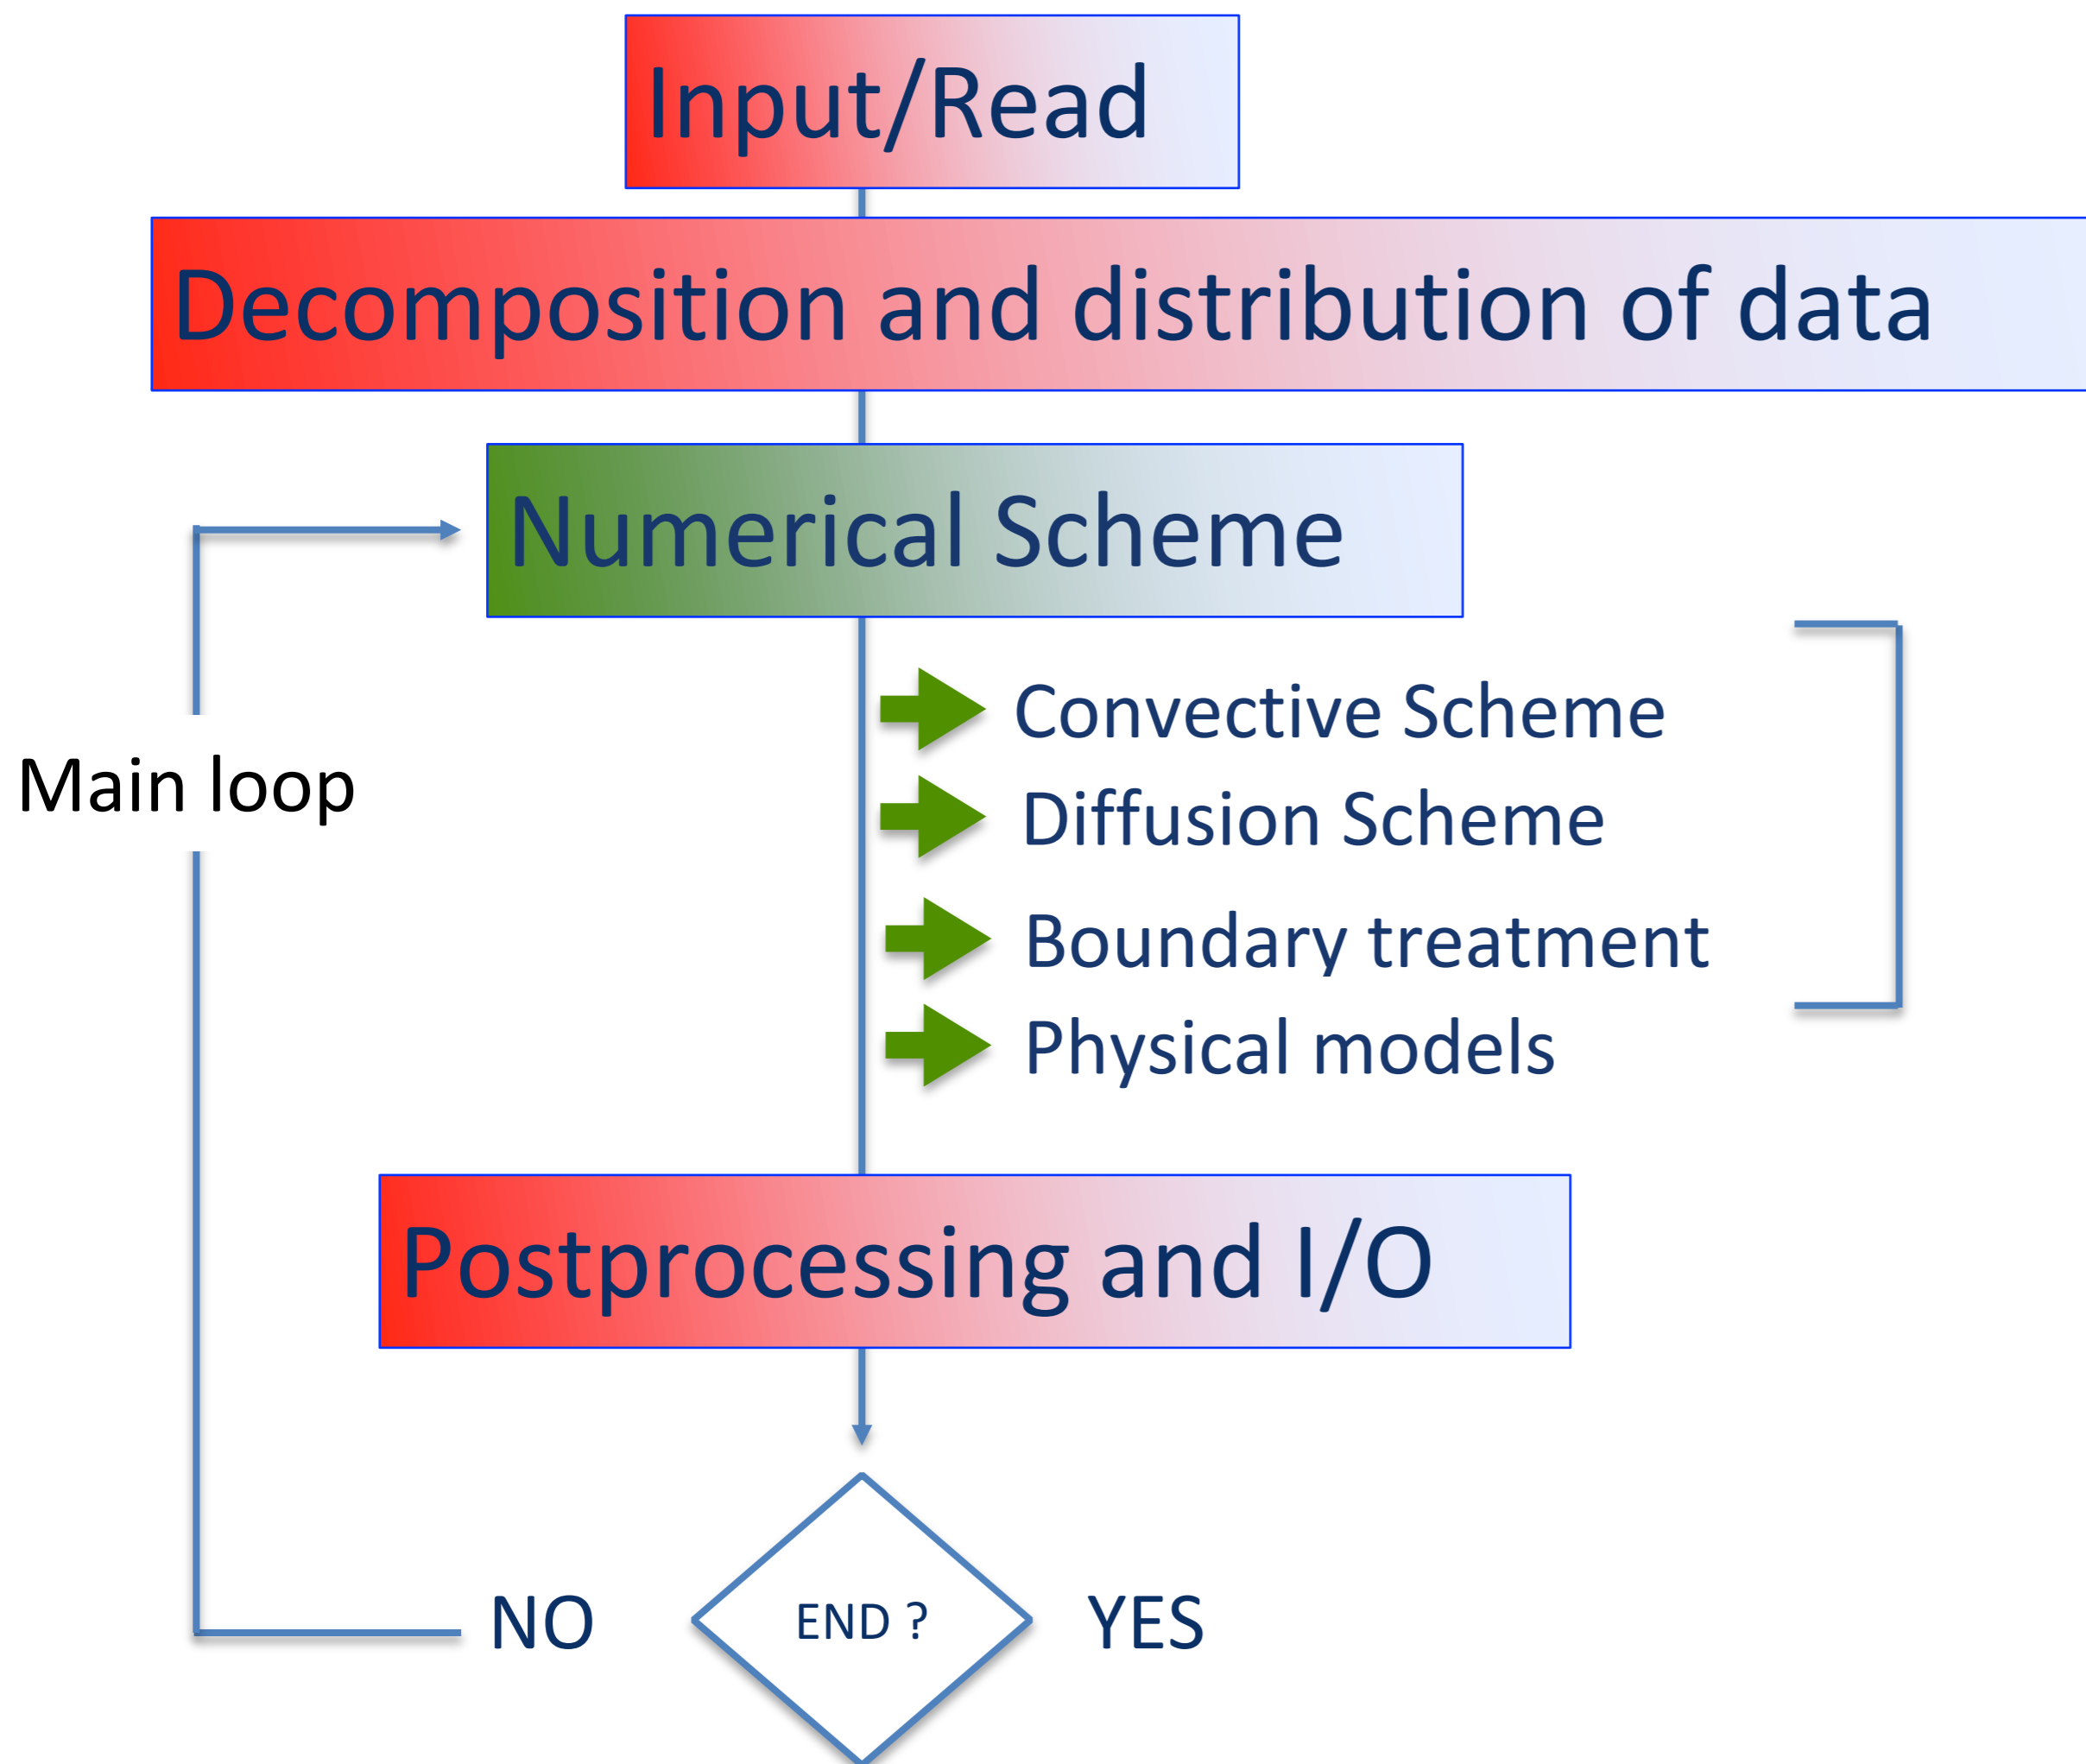 Input/Read
Decomposition and distribution of data
Numerical Scheme
Convective Scheme
Main loop
Diffusion Scheme
Boundary treatment
Physical models
Postprocessing and I/O
NO
END ?
YES